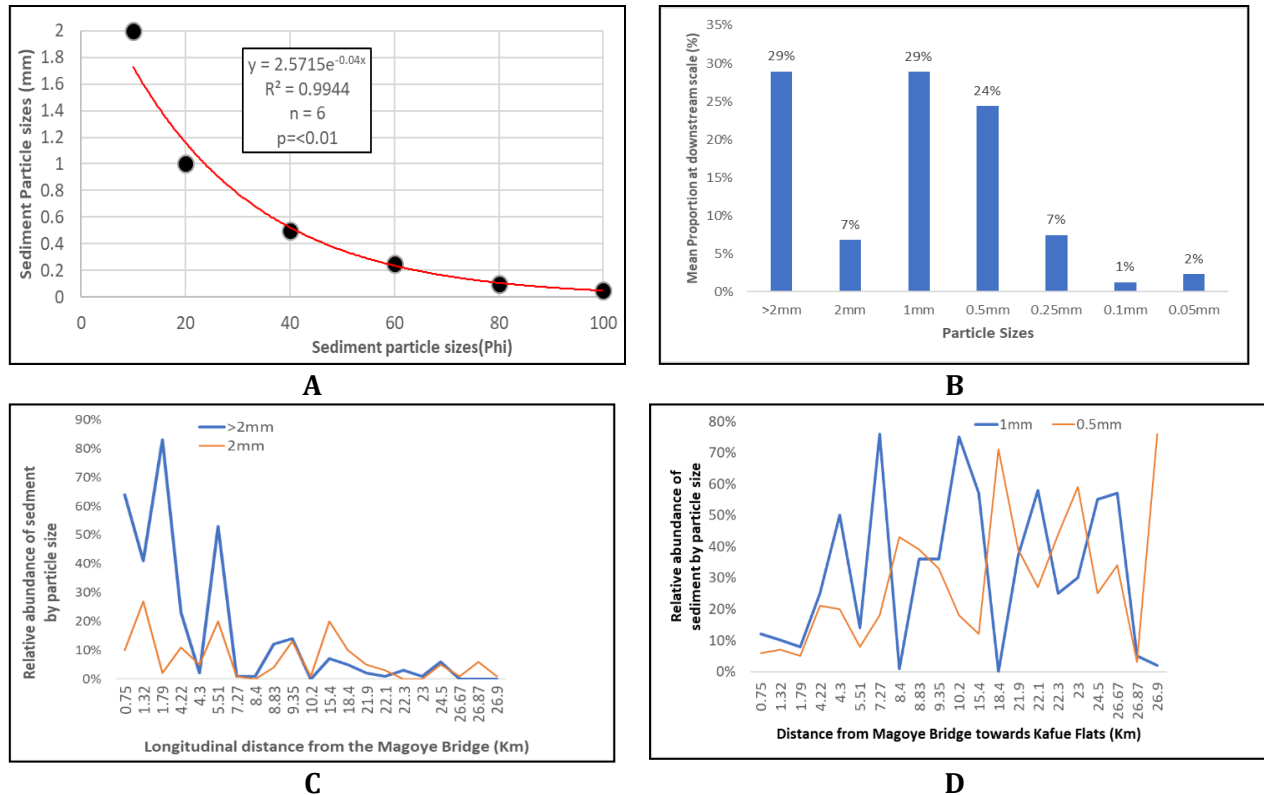 Sediment Particle sizes (mm)
2
1.8
1.6
1.4
1.2
1
0.8
0.6
0.4
0.2
0
y = 2.5715e^-0.04x
R² = 0.9944
n = 6
p=<0.01
0 20 40 60 80 100
Sediment particle sizes(Phi)
A
Mean Proportion at downstream scale (%)
35%
30%
25%
20%
15%
10%
5%
0%
29% 7% 29% 24% 7% 1% 2%
>2mm 2mm 1mm 0.5mm 0.25mm 0.1mm 0.05mm
Particle Sizes
B
Relative abundance of sedment
by particle size
90%
80%
70%
60%
50%
40%
30%
20%
10%
0%
>2mm
2mm
0.75 1.32 1.79 4.22 4.3 5.51 7.27 8.4 8.83 9.35 10.2 15.4 18.4 21.9 22.1 22.3 23 24.5 26.67 26.87 26.9
Longitudinal distance from the Magoye Bridge (Km)
C
Relative abundance of
sediment by particle size
80%
70%
60%
50%
40%
30%
20%
10%
0%
1mm 0.5mm
0.75 1.32 1.79 4.22 4.3 5.51 7.27 8.4 8.83 9.35 10.2 15.4 18.4 21.9 22.1 22.3 23 24.5 26.67 26.87 26.9
Distance from Magoye Bridge towards Kafue Flats (Km)
D